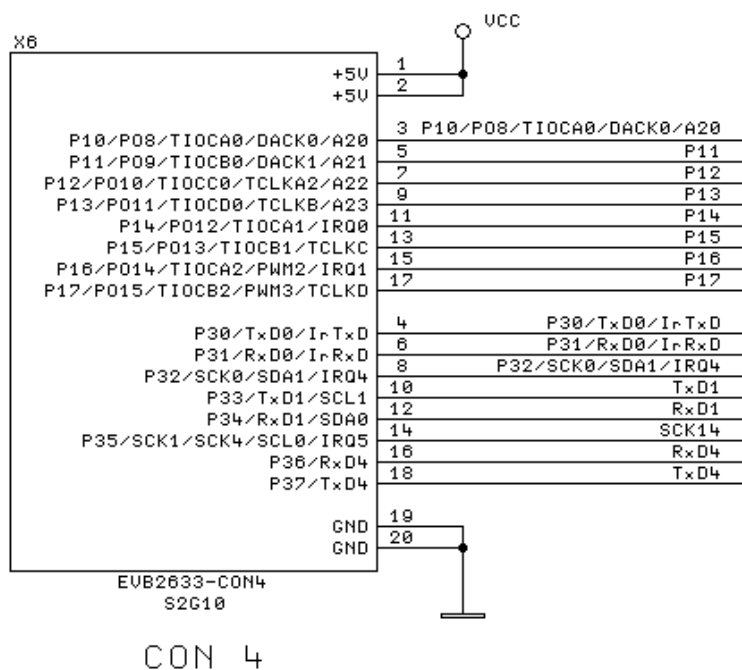 VCC
X6
+5V 1
+5V 2
P10/PO8/TIOCA0/DACK0/A20 3 P10/PO8/TIOCA0/DACK0/A20
P11/PO9/TIOCB0/DACK1/A21 5 P11
P12/PO10/TIOCC0/TCLKA2/A22 7 P12
P13/PO11/TIOCD0/TCLKB/A23 9 P13
P14/PO12/TIOCA1/IRQ0 11 P14
P15/PO13/TIOCB1/TCLKC 13 P15
P16/PO14/TIOCA2/PWM2/IRQ1 15 P16
P17/PO15/TIOCB2/PWM3/TCLKD 17 P17
P30/TxD0/IrTxD 4 P30/TxD0/IrTxD
P31/RxD0/IrRxD 6 P31/RxD0/IrRxD
P32/SCK0/SDA1/IRQ4 8 P32/SCK0/SDA1/IRQ4
P33/TxD1/SCL1 10 TxD1
P34/RxD1/SDA0 12 RxD1
P35/SCK1/SCK4/SCL0/IRQ5 14 SCK14
P36/RxD4 16 RxD4
P37/TxD4 18 TxD4
GND 19
GND 20
EVB2633-CON4
S2G10
CON 4